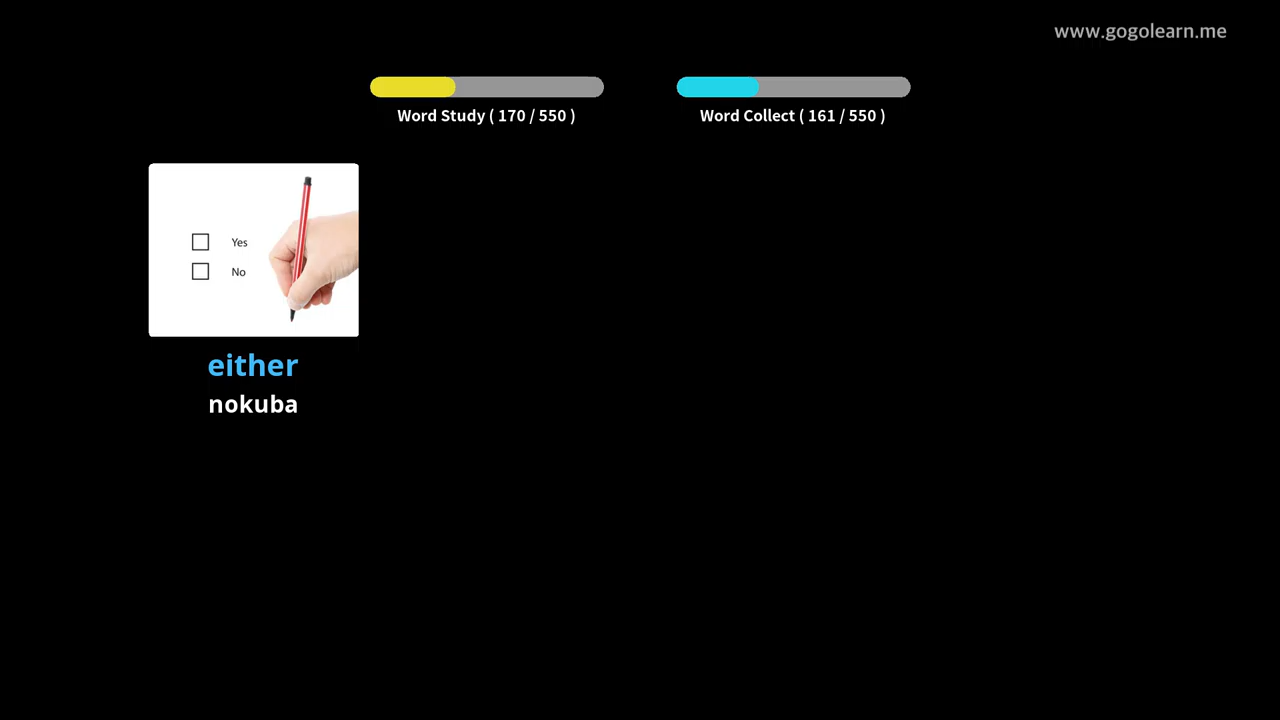 www.gogolearn.me
Word Study ( 170 / 550 )
Word Collect ( 161 / 550 )
Yes
No
either
nokuba